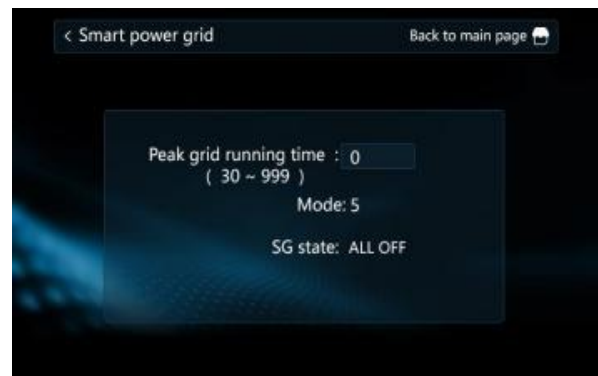 < Smart power grid
Back to main page
Peak grid running time : 0
( 30 ~ 999 )
Mode: 5
SG state: ALL OFF